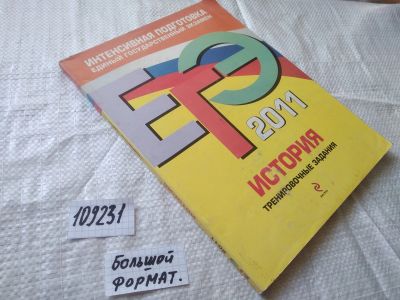 ИНТЕНСИВНАЯ ПОДГОТОВКА
ЕДИНЫЙ ГОСУДАРСТВЕННЫЙ ЭКЗАМЕН
ЕГЭ
2011
ИСТОРИЯ
ТРЕНИРОВОЧНЫЕ ЗАДАНИЯ
109231
БОЛЬШОЙ
ФОРМАТ.